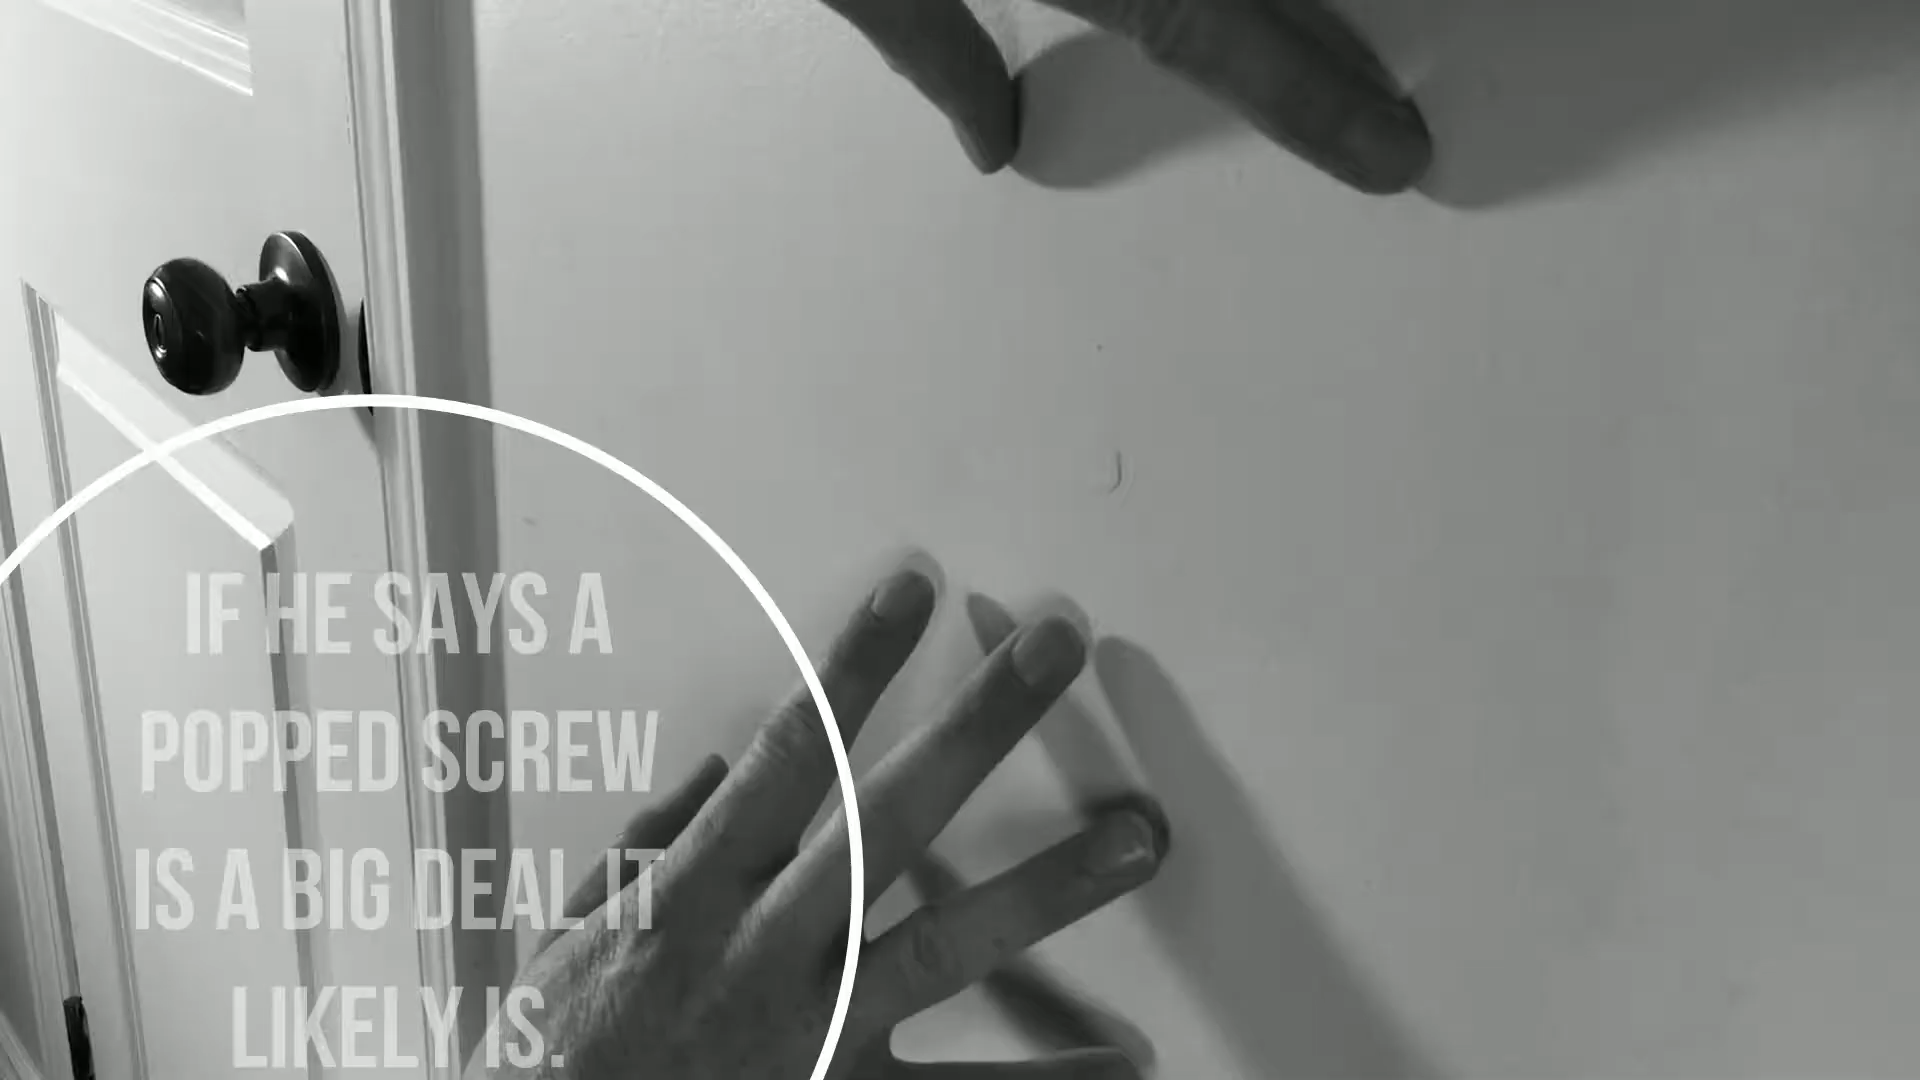 IF HE SAYS A
POPPED SCREW
IS A BIG DEAL IT
LIKELY IS.